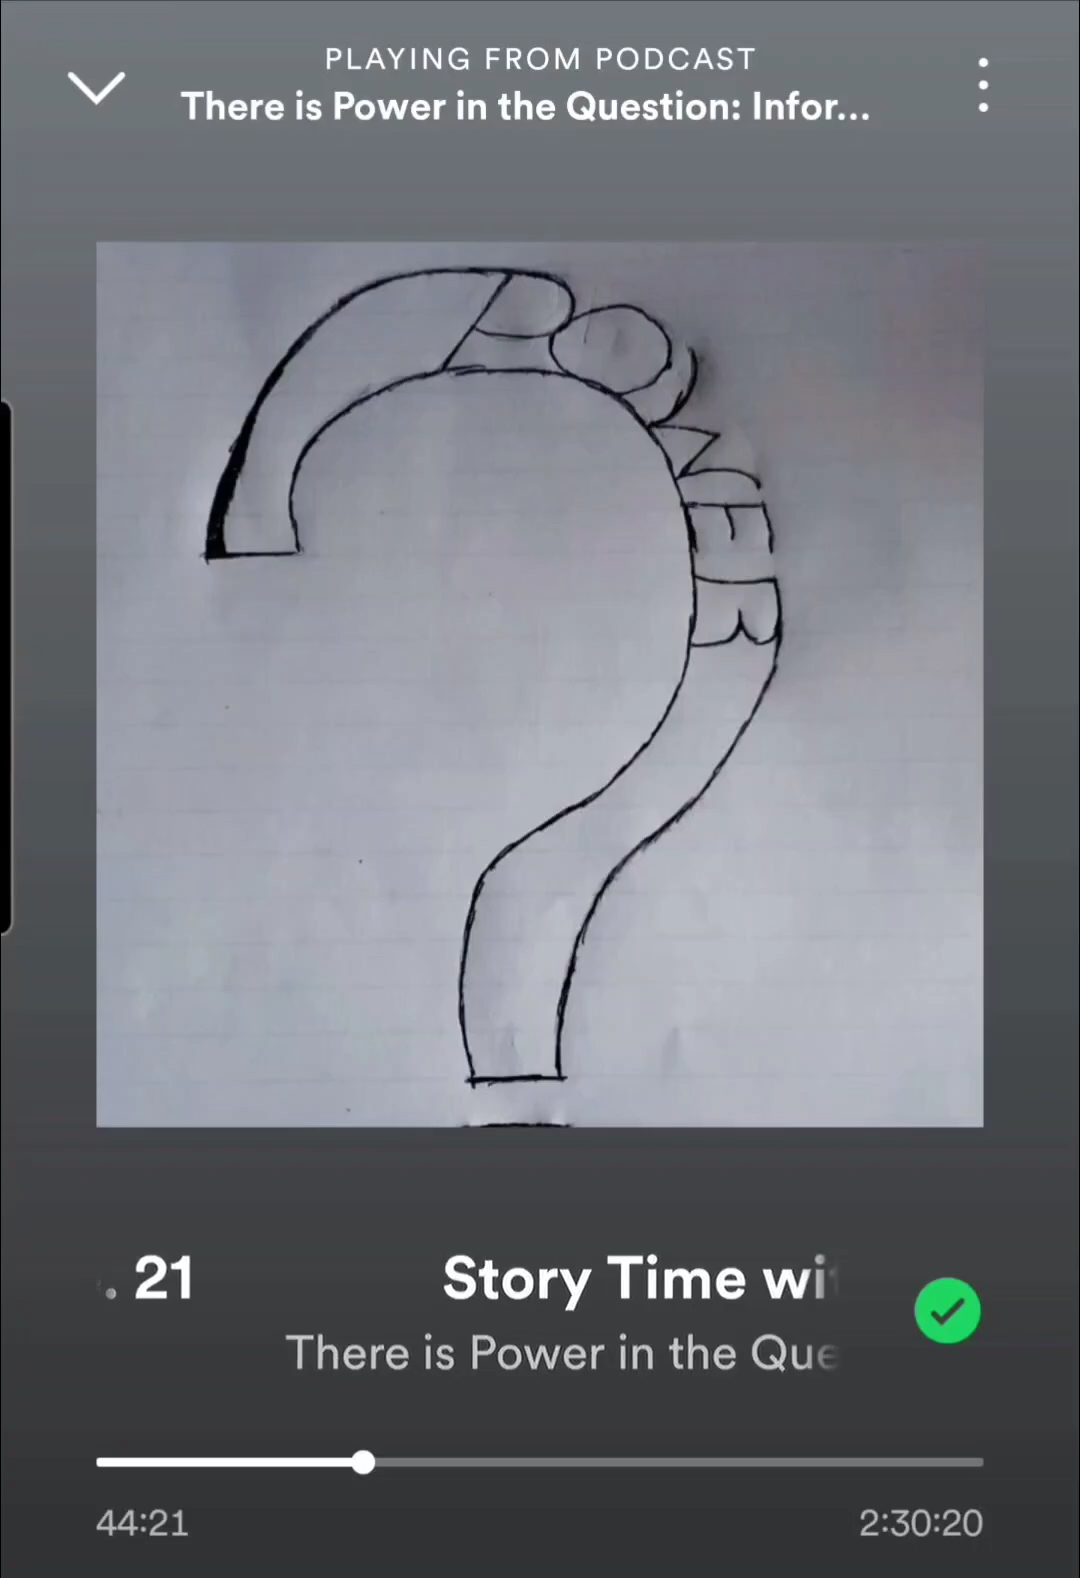 PLAYING FROM PODCAST
There is Power in the Question: Infor...
POWER
. 21 Story Time wi
There is Power in the Que
44:21 2:30:20